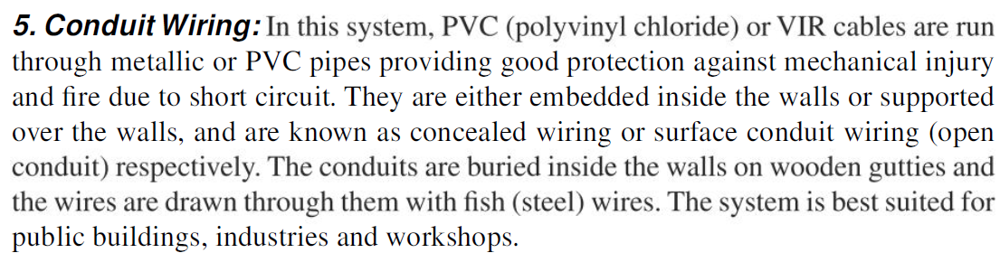 5. Conduit Wiring: In this system, PVC (polyvinyl chloride) or VIR cables are run
through metallic or PVC pipes providing good protection against mechanical injury
and fire due to short circuit. They are either embedded inside the walls or supported
over the walls, and are known as concealed wiring or surface conduit wiring (open
conduit) respectively. The conduits are buried inside the walls on wooden gutties and
the wires are drawn through them with fish (steel) wires. The system is best suited for
public buildings, industries and workshops.